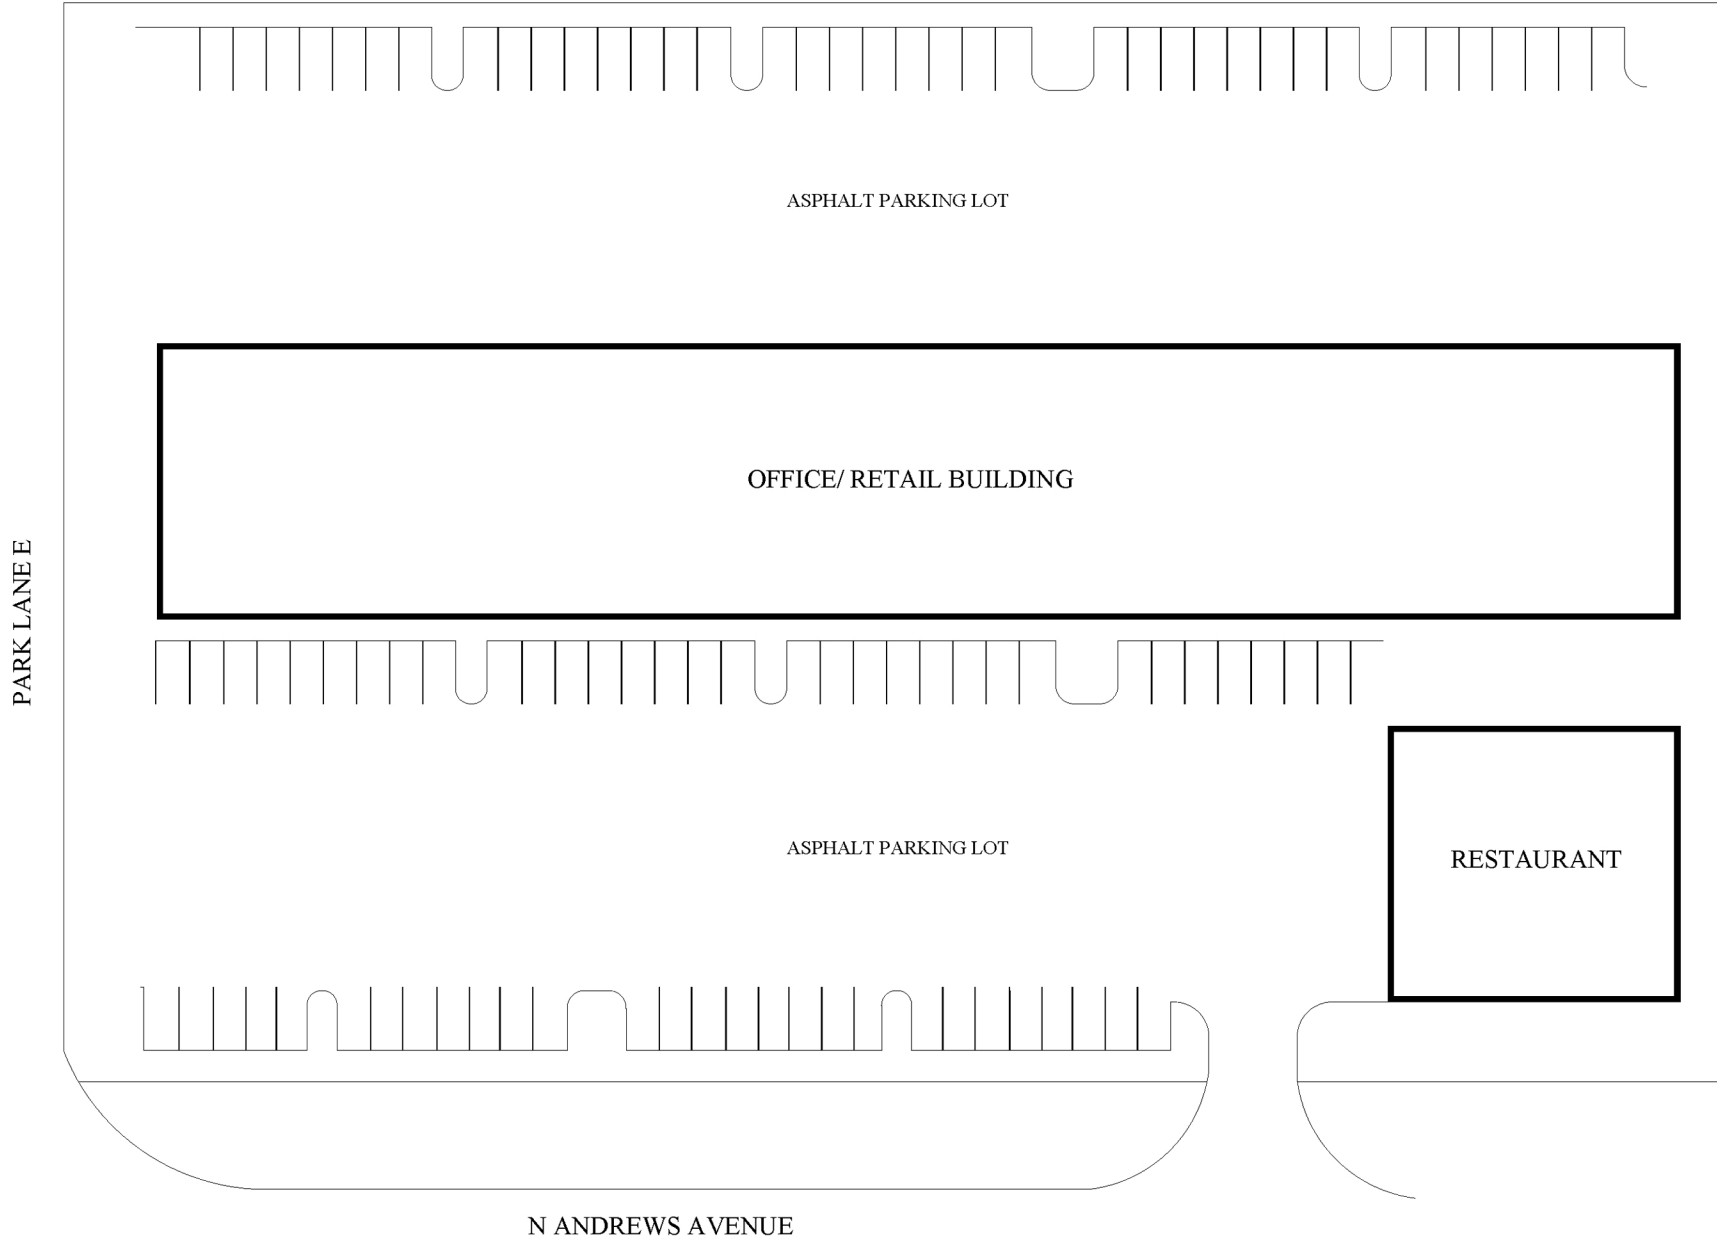 ASPHALT PARKING LOT
OFFICE/ RETAIL BUILDING
PARK LANE E
ASPHALT PARKING LOT
RESTAURANT
N ANDREWS AVENUE